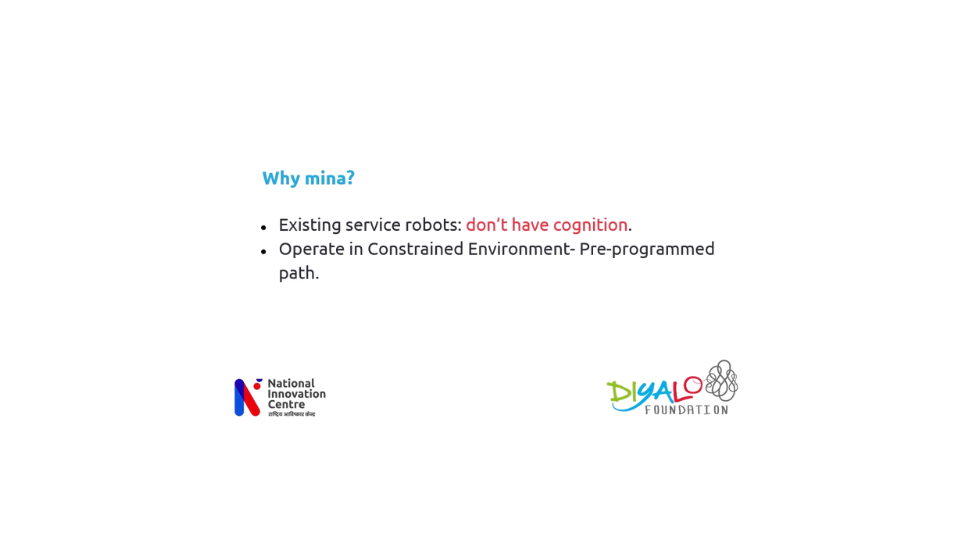 Why mina?
• Existing service robots: don't have cognition.
• Operate in Constrained Environment- Pre-programmed
path.
National
Innovation
Centre
राष्ट्रिय आविष्कार केन्द्र
DIYALO
FOUNDATION